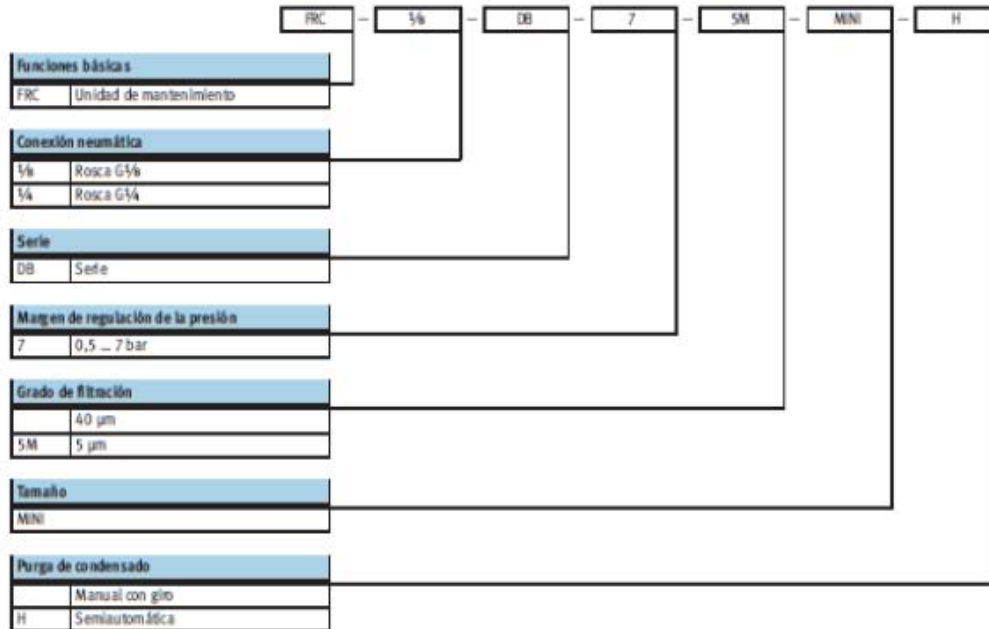 FRC – 1/8 – DB – 7 – 5M – MINI – H
Funciones básicas
FRC Unidad de mantenimiento
Conexión neumática
1/8 Rosca G1/8
1/4 Rosca G1/4
Serie
DB Serie
Margen de regulación de la presión
7 0,5 … 7 bar
Grado de filtración
40 µm
5M 5 µm
Tamaño
MINI
Purga de condensado
Manual con giro
H Semiautomática